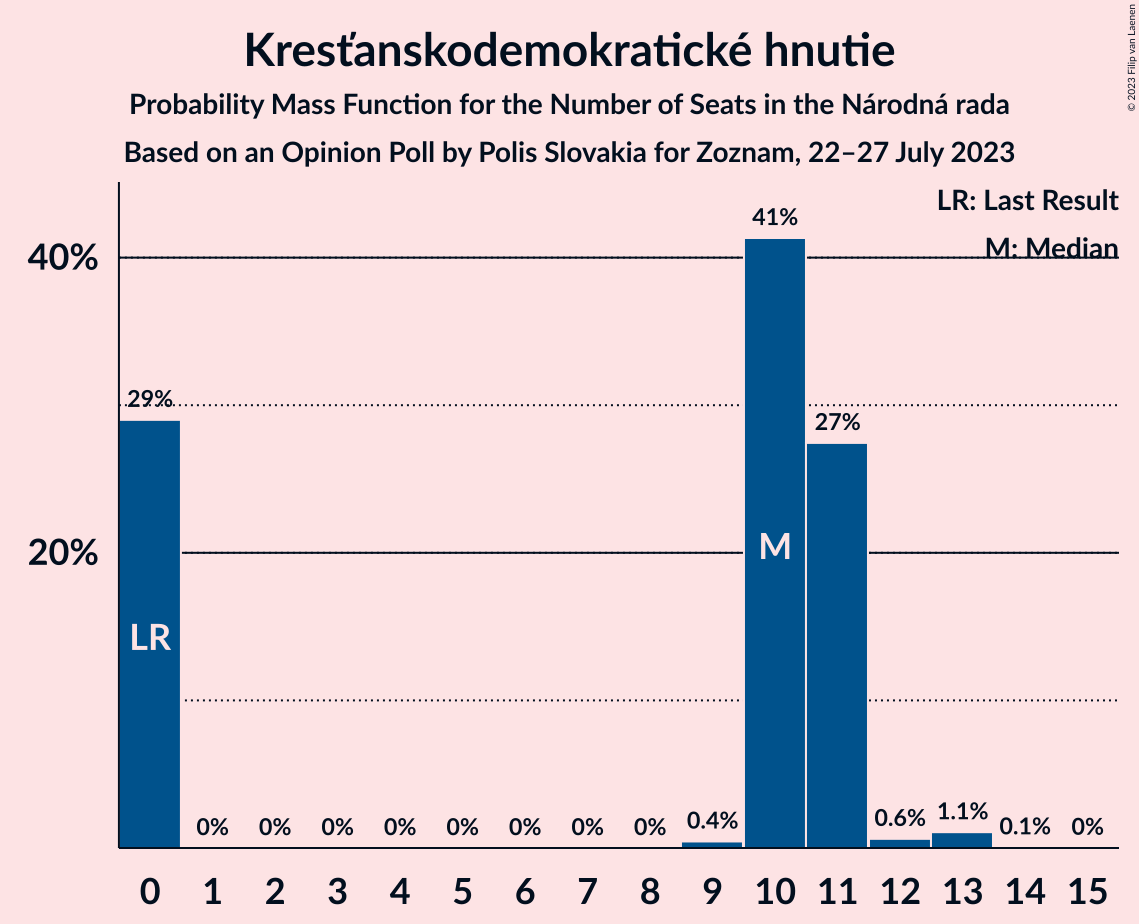 Kresťanskodemokratické hnutie
Probability Mass Function for the Number of Seats in the Národná rada
Based on an Opinion Poll by Polis Slovakia for Zoznam, 22–27 July 2023
© 2023 Filip van Laenen
LR: Last Result
M: Median
40%
20%
29%
0%
0%
0%
0%
0%
0%
0%
0%
0.4%
41%
27%
0.6%
1.1%
0.1%
0%
LR
M
0 1 2 3 4 5 6 7 8 9 10 11 12 13 14 15